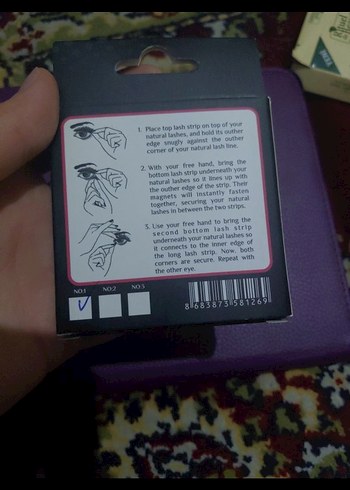 1. Place top lash strip on top of your
natural lashes, and hold its outher
edge snugly against the outher
corner of your natural lash line.
2. With your free hand, bring the
bottom lash strip underneath your
natural lashes so it lines up with
the outher edge of the strip. Their
magnets will instantly fasten
together, securing your natural
lashes in between the two strips.
3. Use your free hand to bring the
second bottom lash strip
underneath your natural lashes so
it connects to the inner edge of
the long lash strip. Now. both
corners are secure. Repeat with
the other eye.
NO.1 NO.2 NO.3
8 683873 581269